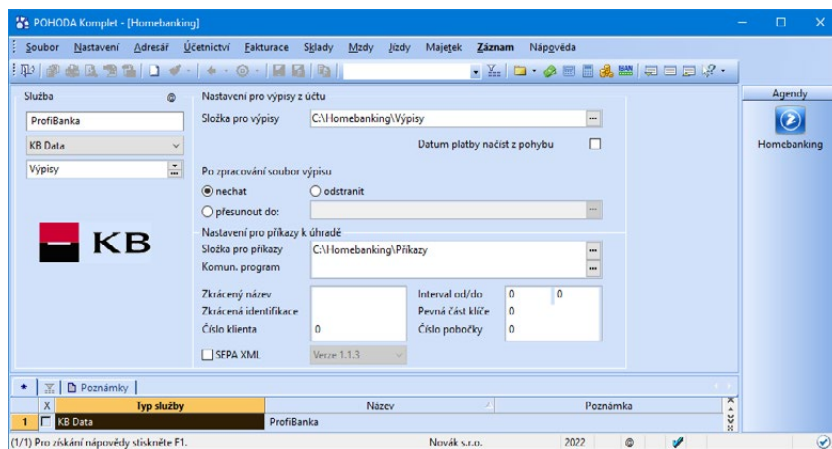 POHODA Komplet - [Homebanking]
Soubor Nastavení Adresář Účetnictví Fakturace Sklady Mzdy Jízdy Majetek Záznam Nápověda
Služba
ProfiBanka
KB Data
Výpisy
KB
Nastavení pro výpisy z účtu
Složka pro výpisy C:\Homebanking\Výpisy
Datum platby načíst z pohybu
Po zpracování soubor výpisu
nechat odstranit
přesunout do:
Nastavení pro příkazy k úhradě
Složka pro příkazy C:\Homebanking\Příkazy
Komun. program
Zkrácený název Interval od/do 0 0
Zkrácená identifikace Pevná část klíče 0
Číslo klienta 0 Číslo pobočky 0
SEPA XML Verze 1.1.3
Agendy
Homebanking
* Poznámky
X Typ služby Název Poznámka
1 KB Data ProfiBanka
(1/1) Pro získání nápovědy stiskněte F1. Novák s.r.o. 2022